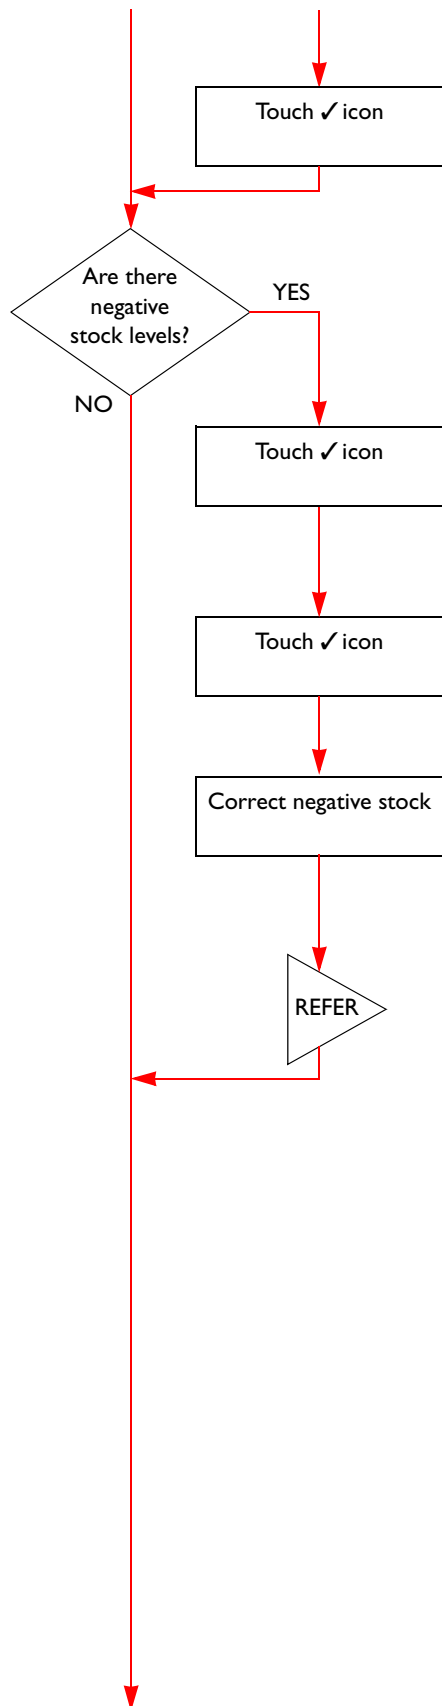 Touch ✓ icon
Are there
negative
stock levels?
YES
NO
Touch ✓ icon
Touch ✓ icon
Correct negative stock
REFER